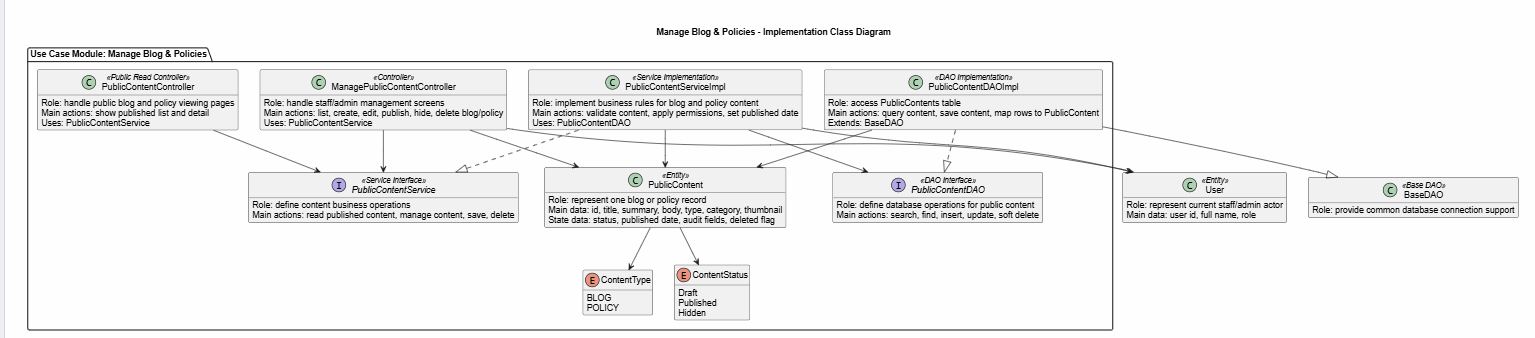 Manage Blog & Policies - Implementation Class Diagram
Use Case Module: Manage Blog & Policies
C
«Public Read Controller»
PublicContentController
Role: handle public blog and policy viewing pages
Main actions: show published list and detail
Uses: PublicContentService
C
«Controller»
ManagePublicContentController
Role: handle staff/admin management screens
Main actions: list, create, edit, publish, hide, delete blog/policy
Uses: PublicContentService
C
«Service Implementation»
PublicContentServiceImpl
Role: implement business rules for blog and policy content
Main actions: validate content, apply permissions, set published date
Uses: PublicContentDAO
C
«DAO Implementation»
PublicContentDAOImpl
Role: access PublicContents table
Main actions: query content, save content, map rows to PublicContent
Extends: BaseDAO
I
«Service Interface»
PublicContentService
Role: define content business operations
Main actions: read published content, manage content, save, delete
C
«Entity»
PublicContent
Role: represent one blog or policy record
Main data: id, title, summary, body, type, category, thumbnail
State data: status, published date, audit fields, deleted flag
I
«DAO Interface»
PublicContentDAO
Role: define database operations for public content
Main actions: search, find, insert, update, soft delete
C
«Entity»
User
Role: represent current staff/admin actor
Main data: user id, full name, role
C
«Base DAO»
BaseDAO
Role: provide common database connection support
E
ContentType
BLOG
POLICY
E
ContentStatus
Draft
Published
Hidden